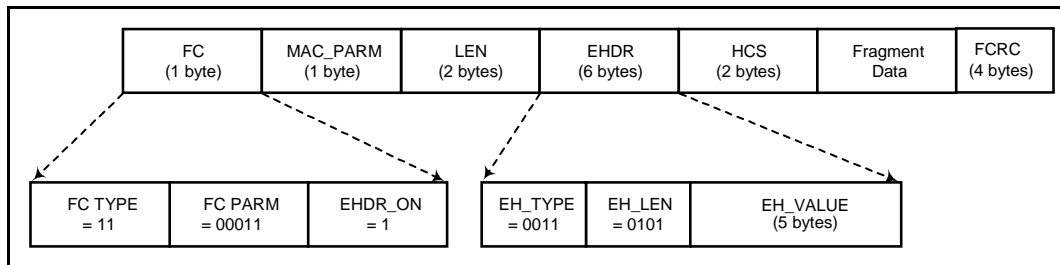 FC
(1 byte)
MAC_PARM
(1 byte)
LEN
(2 bytes)
EHDR
(6 bytes)
HCS
(2 bytes)
Fragment
Data
FCRC
(4 bytes)
FC TYPE
= 11
FC PARM
= 00011
EHDR_ON
= 1
EH_TYPE
= 0011
EH_LEN
= 0101
EH_VALUE
(5 bytes)